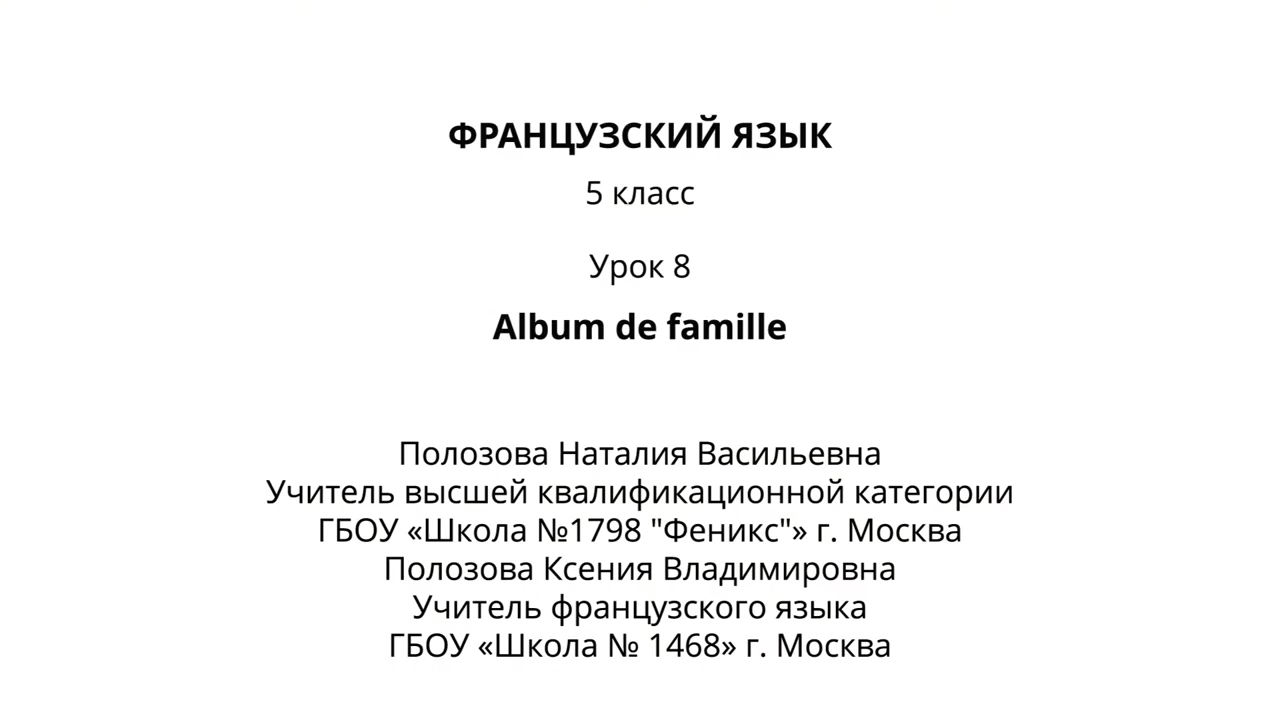 ФРАНЦУЗСКИЙ ЯЗЫК
5 класс
Урок 8
Album de famille
Полозова Наталия Васильевна
Учитель высшей квалификационной категории
ГБОУ «Школа №1798 "Феникс"» г. Москва
Полозова Ксения Владимировна
Учитель французского языка
ГБОУ «Школа № 1468» г. Москва